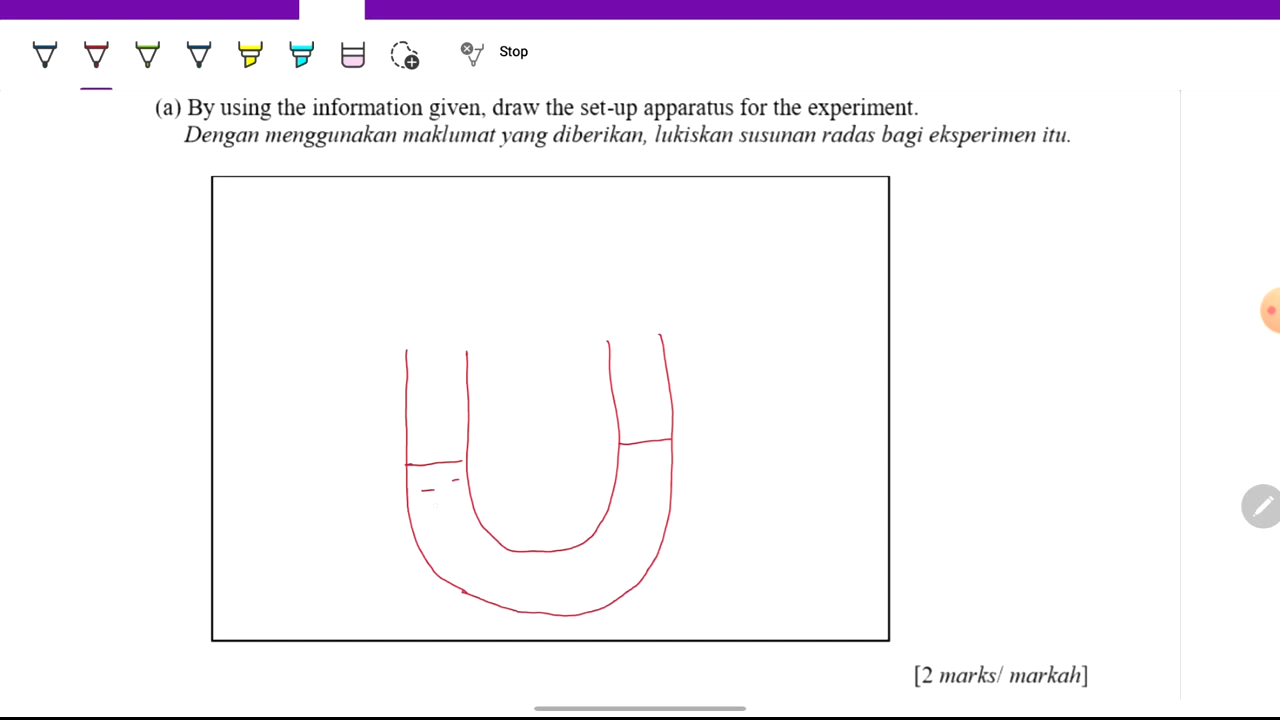 Stop
(a) By using the information given, draw the set-up apparatus for the experiment.
Dengan menggunakan maklumat yang diberikan, lukiskan susunan radas bagi eksperimen itu.
[2 marks/ markah]